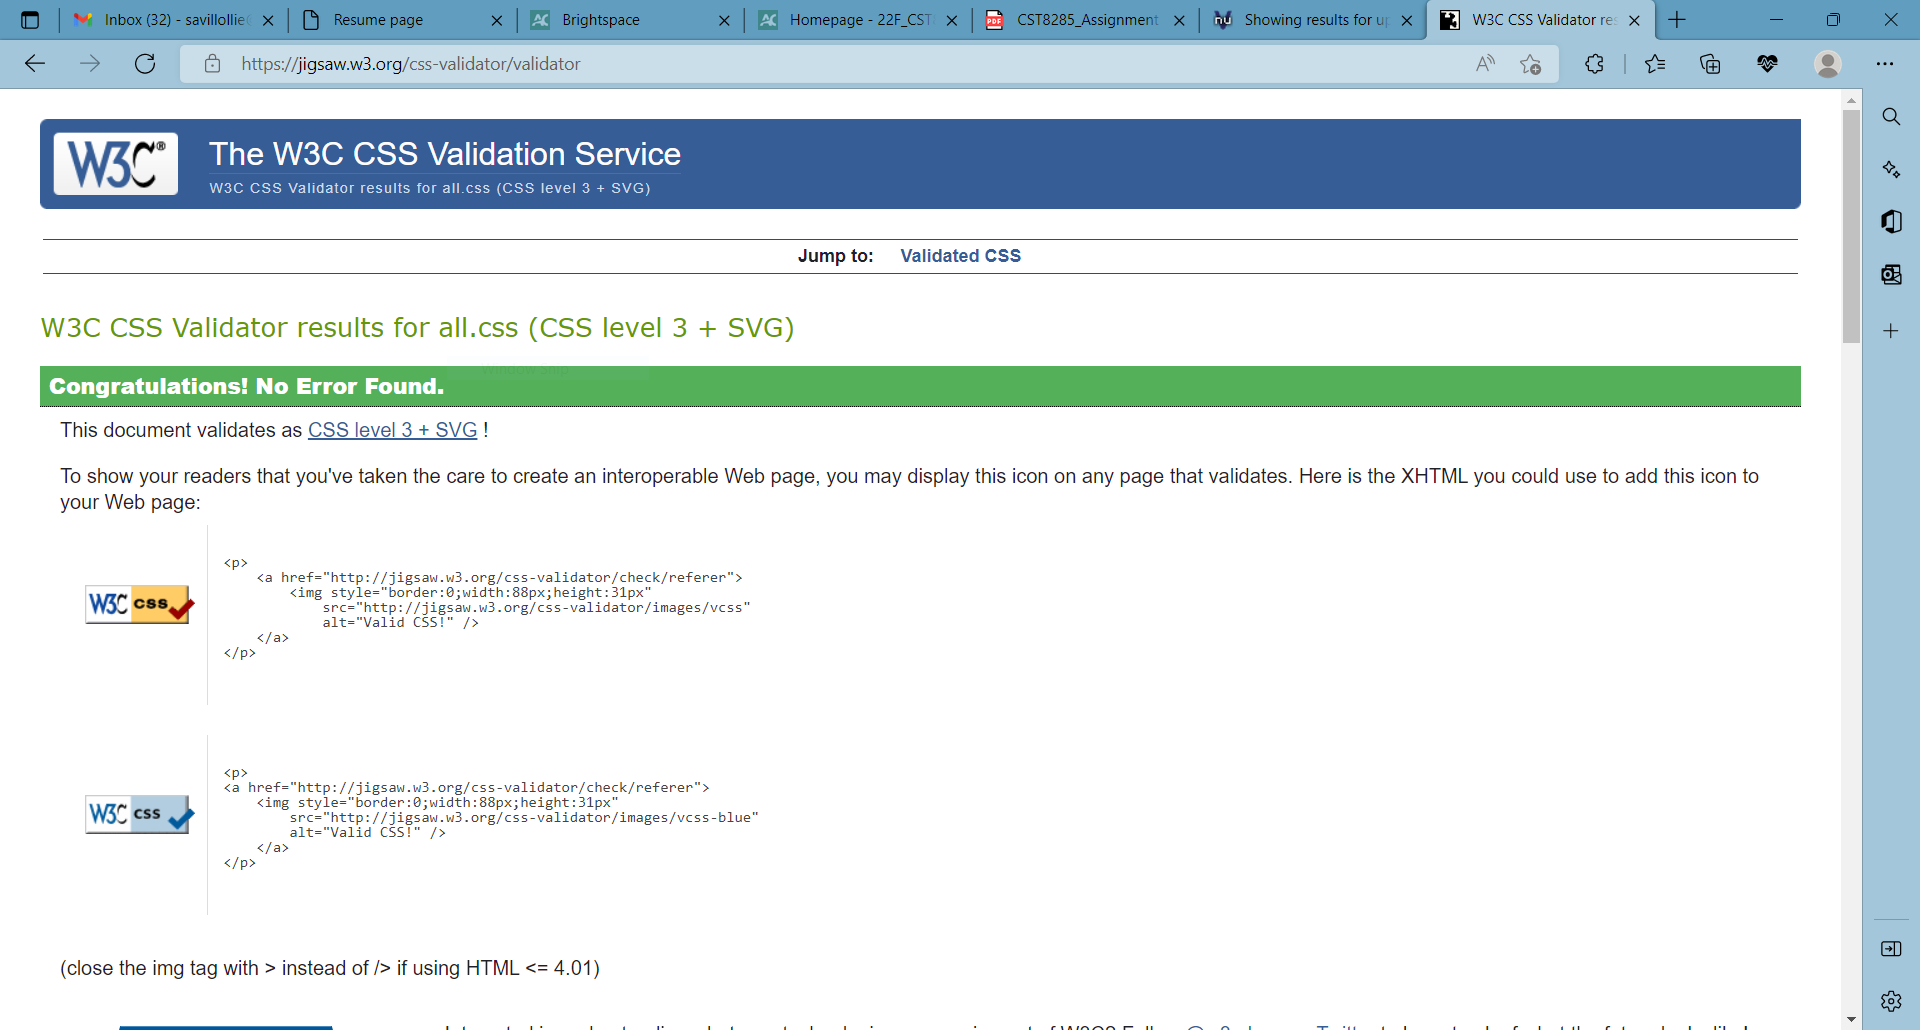 Inbox (32) - savillollie
Resume page
Brightspace
Homepage - 22F_CST
CST8285_Assignment
Showing results for up
W3C CSS Validator res
https://jigsaw.w3.org/css-validator/validator
W3C®
The W3C CSS Validation Service
W3C CSS Validator results for all.css (CSS level 3 + SVG)
Jump to: Validated CSS
W3C CSS Validator results for all.css (CSS level 3 + SVG)
Congratulations! No Error Found.
This document validates as CSS level 3 + SVG !
To show your readers that you've taken the care to create an interoperable Web page, you may display this icon on any page that validates. Here is the XHTML you could use to add this icon to
your Web page:
W3C css
<p>
<a href="http://jigsaw.w3.org/css-validator/check/referer">
<img style="border:0;width:88px;height:31px"
src="http://jigsaw.w3.org/css-validator/images/vcss"
alt="Valid CSS!" />
</a>
</p>
W3C css
<p>
<a href="http://jigsaw.w3.org/css-validator/check/referer">
<img style="border:0;width:88px;height:31px"
src="http://jigsaw.w3.org/css-validator/images/vcss-blue"
alt="Valid CSS!" />
</a>
</p>
(close the img tag with > instead of /> if using HTML <= 4.01)